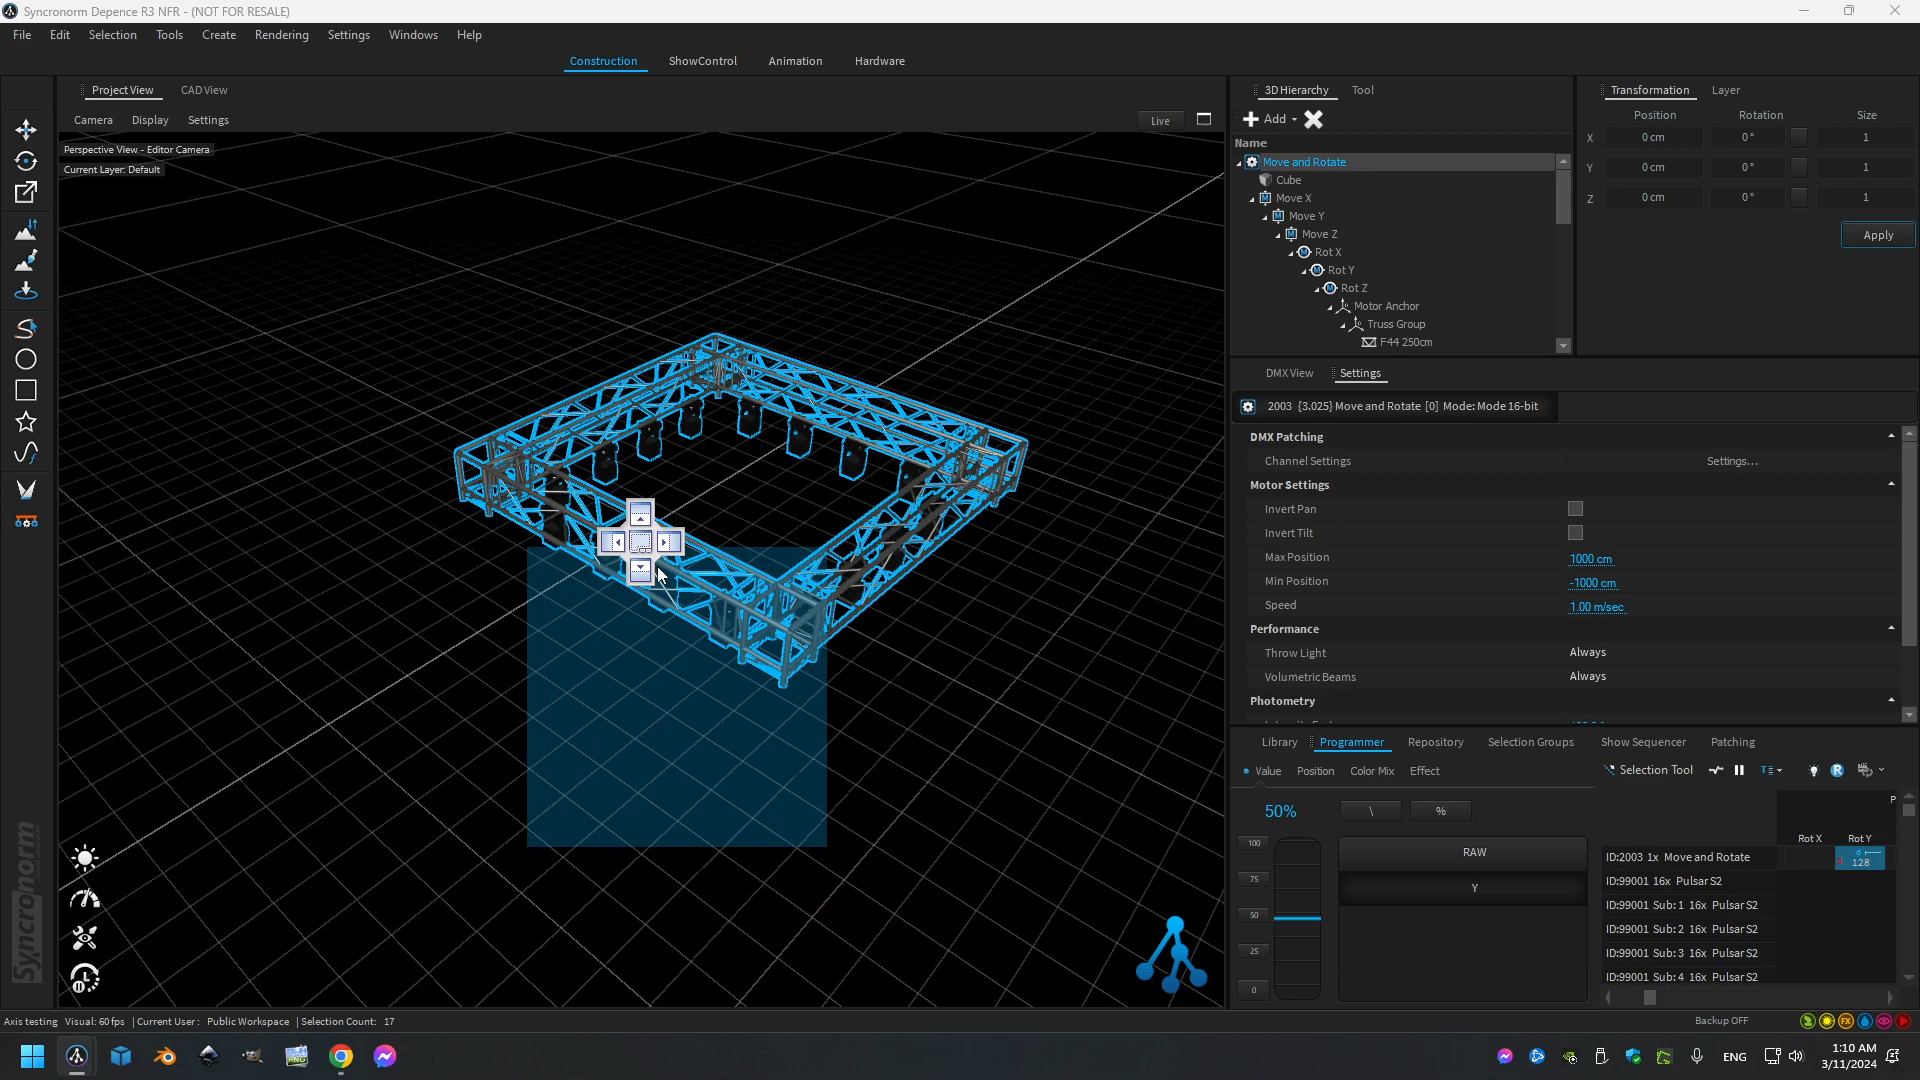 Syncronorm Depence R3 NFR - (NOT FOR RESALE)
File Edit Selection Tools Create Rendering Settings Windows Help
Construction ShowControl Animation Hardware
Project View CAD View
Camera Display Settings
Live
Perspective View - Editor Camera
Current Layer: Default
3D Hierarchy Tool
Add
Name
Move and Rotate
Cube
Move X
Move Y
Move Z
Rot X
Rot Y
Rot Z
Motor Anchor
Truss Group
F44 250cm
Transformation Layer
Position Rotation Size
X 0 cm 0° 1
Y 0 cm 0° 1
Z 0 cm 0° 1
Apply
DMX View Settings
2003 {3.025} Move and Rotate [0] Mode: Mode 16-bit
DMX Patching
Channel Settings Settings...
Motor Settings
Invert Pan
Invert Tilt
Max Position 1000 cm
Min Position -1000 cm
Speed 1.00 m/sec
Performance
Throw Light Always
Volumetric Beams Always
Photometry
Library Programmer Repository Selection Groups Show Sequencer Patching
Value Position Color Mix Effect
Selection Tool
R
50% \ %
100
75
50
25
0
RAW
Y
P
Rot X Rot Y
ID:2003 1x Move and Rotate
d
128
ID:99001 16x Pulsar S2
ID:99001 Sub: 1 16x Pulsar S2
ID:99001 Sub: 2 16x Pulsar S2
ID:99001 Sub: 3 16x Pulsar S2
ID:99001 Sub: 4 16x Pulsar S2
Syncronorm
Axis testing Visual: 60 fps | Current User: Public Workspace | Selection Count: 17
Backup OFF
FX
PNG
ENG
1:10 AM
3/11/2024